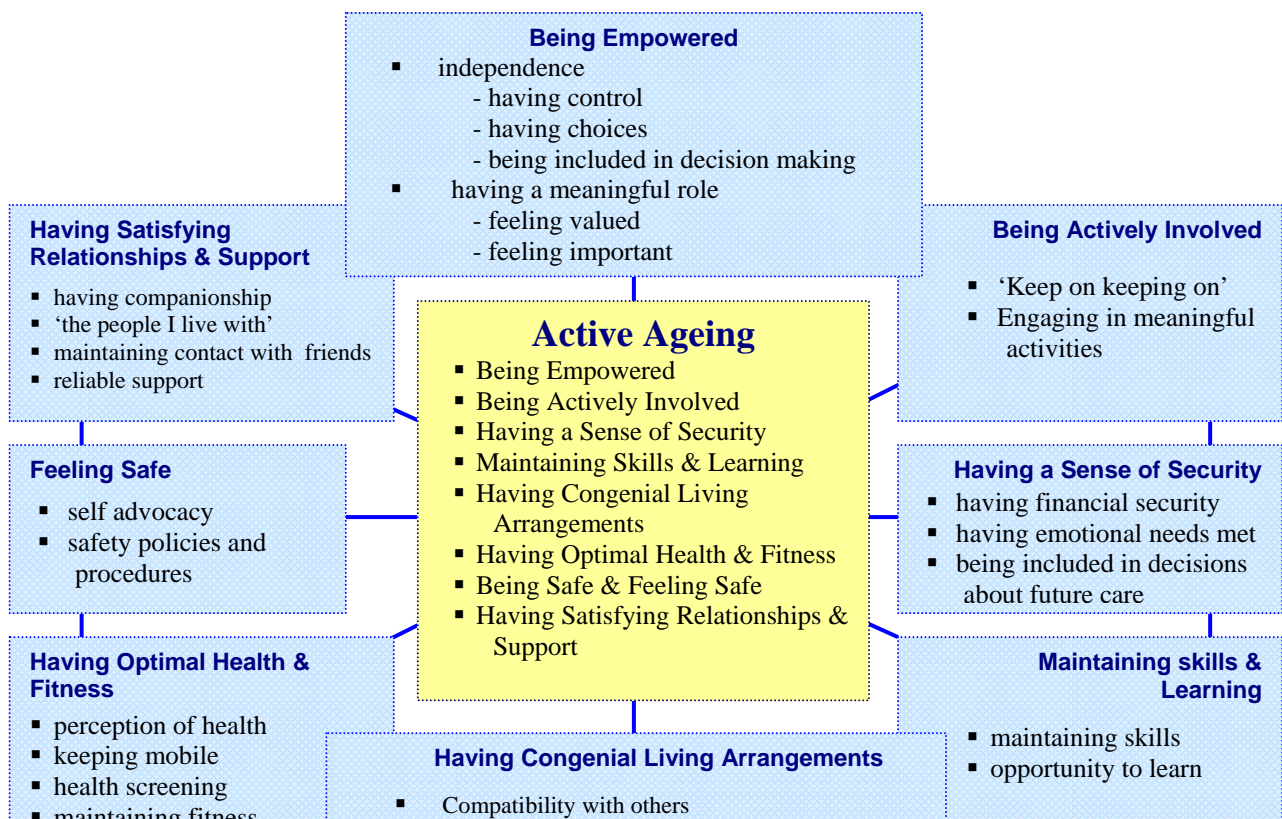 Being Empowered
▪ independence
- having control
- having choices
- being included in decision making
▪ having a meaningful role
- feeling valued
- feeling important
Having Satisfying
Relationships & Support
▪ having companionship
▪ ‘the people I live with’
▪ maintaining contact with friends
▪ reliable support
Being Actively Involved
▪ ‘Keep on keeping on’
▪ Engaging in meaningful
activities
Active Ageing
▪ Being Empowered
▪ Being Actively Involved
▪ Having a Sense of Security
▪ Maintaining Skills & Learning
▪ Having Congenial Living
Arrangements
▪ Having Optimal Health & Fitness
▪ Being Safe & Feeling Safe
▪ Having Satisfying Relationships &
Support
Feeling Safe
▪ self advocacy
▪ safety policies and
procedures
Having a Sense of Security
▪ having financial security
▪ having emotional needs met
▪ being included in decisions
about future care
Having Optimal Health &
Fitness
▪ perception of health
▪ keeping mobile
▪ health screening
▪ maintaining fitness
Having Congenial Living Arrangements
▪ Compatibility with others
Maintaining skills &
Learning
▪ maintaining skills
▪ opportunity to learn